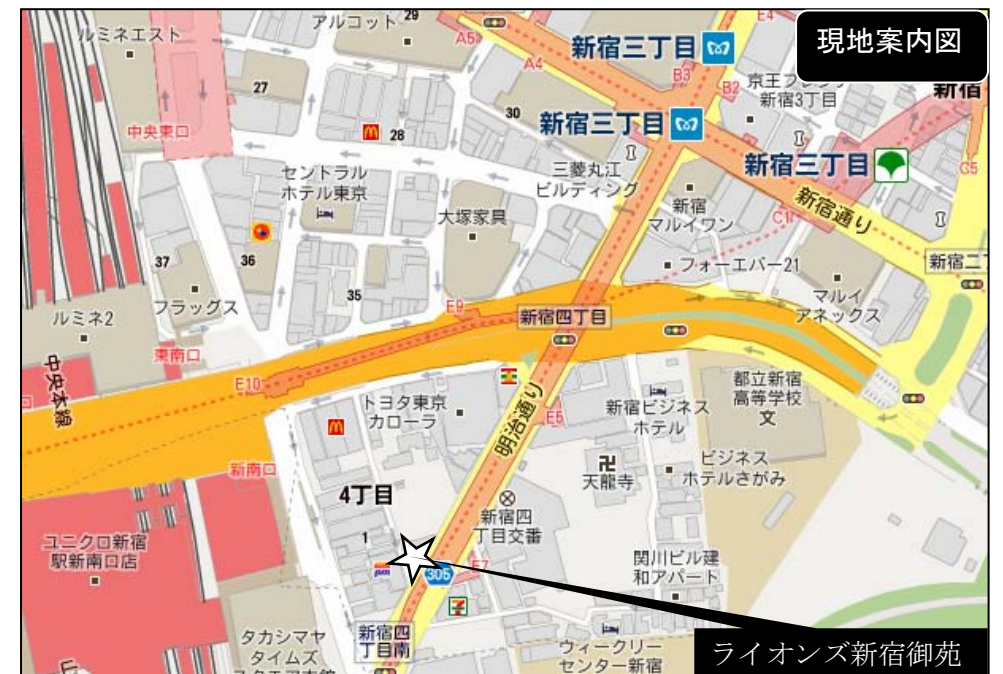 現地案内図
29
アルコット
ルミネエスト
A5
E4
新宿三丁目
B3
A4
B2
京王フレンテ
新宿3丁目
新宿
27
30
新宿三丁目
中央東口
28
三菱丸江
ビルディング
新宿三丁目
C5
セントラル
ホテル東京
大塚家具
新宿
マルイワン
C1
新宿通り
37
36
フォーエバー21
新宿二
35
フラッグス
E9
新宿四丁目
マルイ
アネックス
ルミネ2
東南口
中央本線
E10
トヨタ東京
カローラ
明治通り
E5
新宿ビジネス
ホテル
都立新宿
高等学校
文
新南口
4丁目
天龍寺
ビジネス
ホテルさがみ
新宿四
丁目交番
ユニクロ新宿
駅新南口店
1
関川ビル建
和アパート
305
E7
タカシマヤ
タイムズ
新宿四
丁目南
ウィークリー
センター新宿
ライオンズ新宿御苑